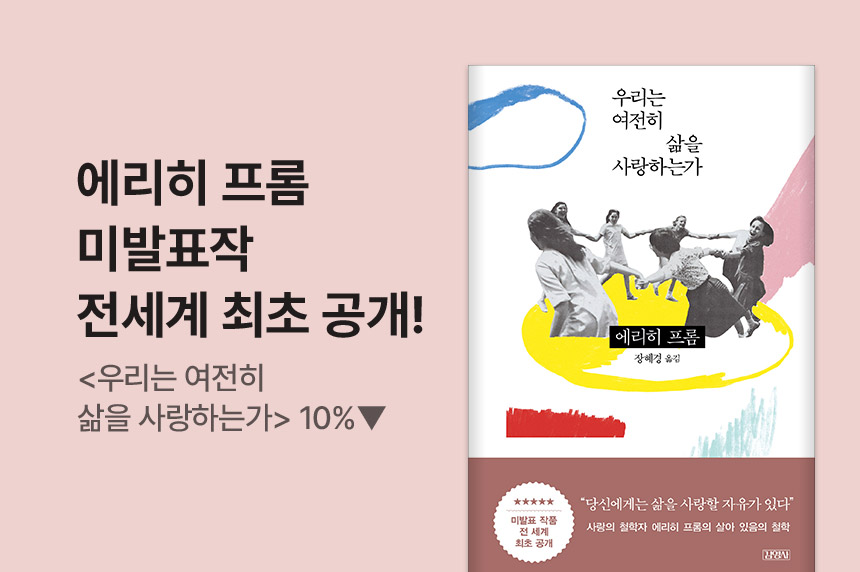 에리히 프롬
미발표작
전세계 최초 공개!
<우리는 여전히
삶을 사랑하는가> 10%▼
우리는
여전히
삶을
사랑하는가
에리히 프롬
장혜경 옮김
★★★★★
미발표 작품
전 세계
최초 공개
“당신에게는 삶을 사랑할 자유가 있다”
사랑의 철학자 에리히 프롬의 살아 있음의 철학
김영사